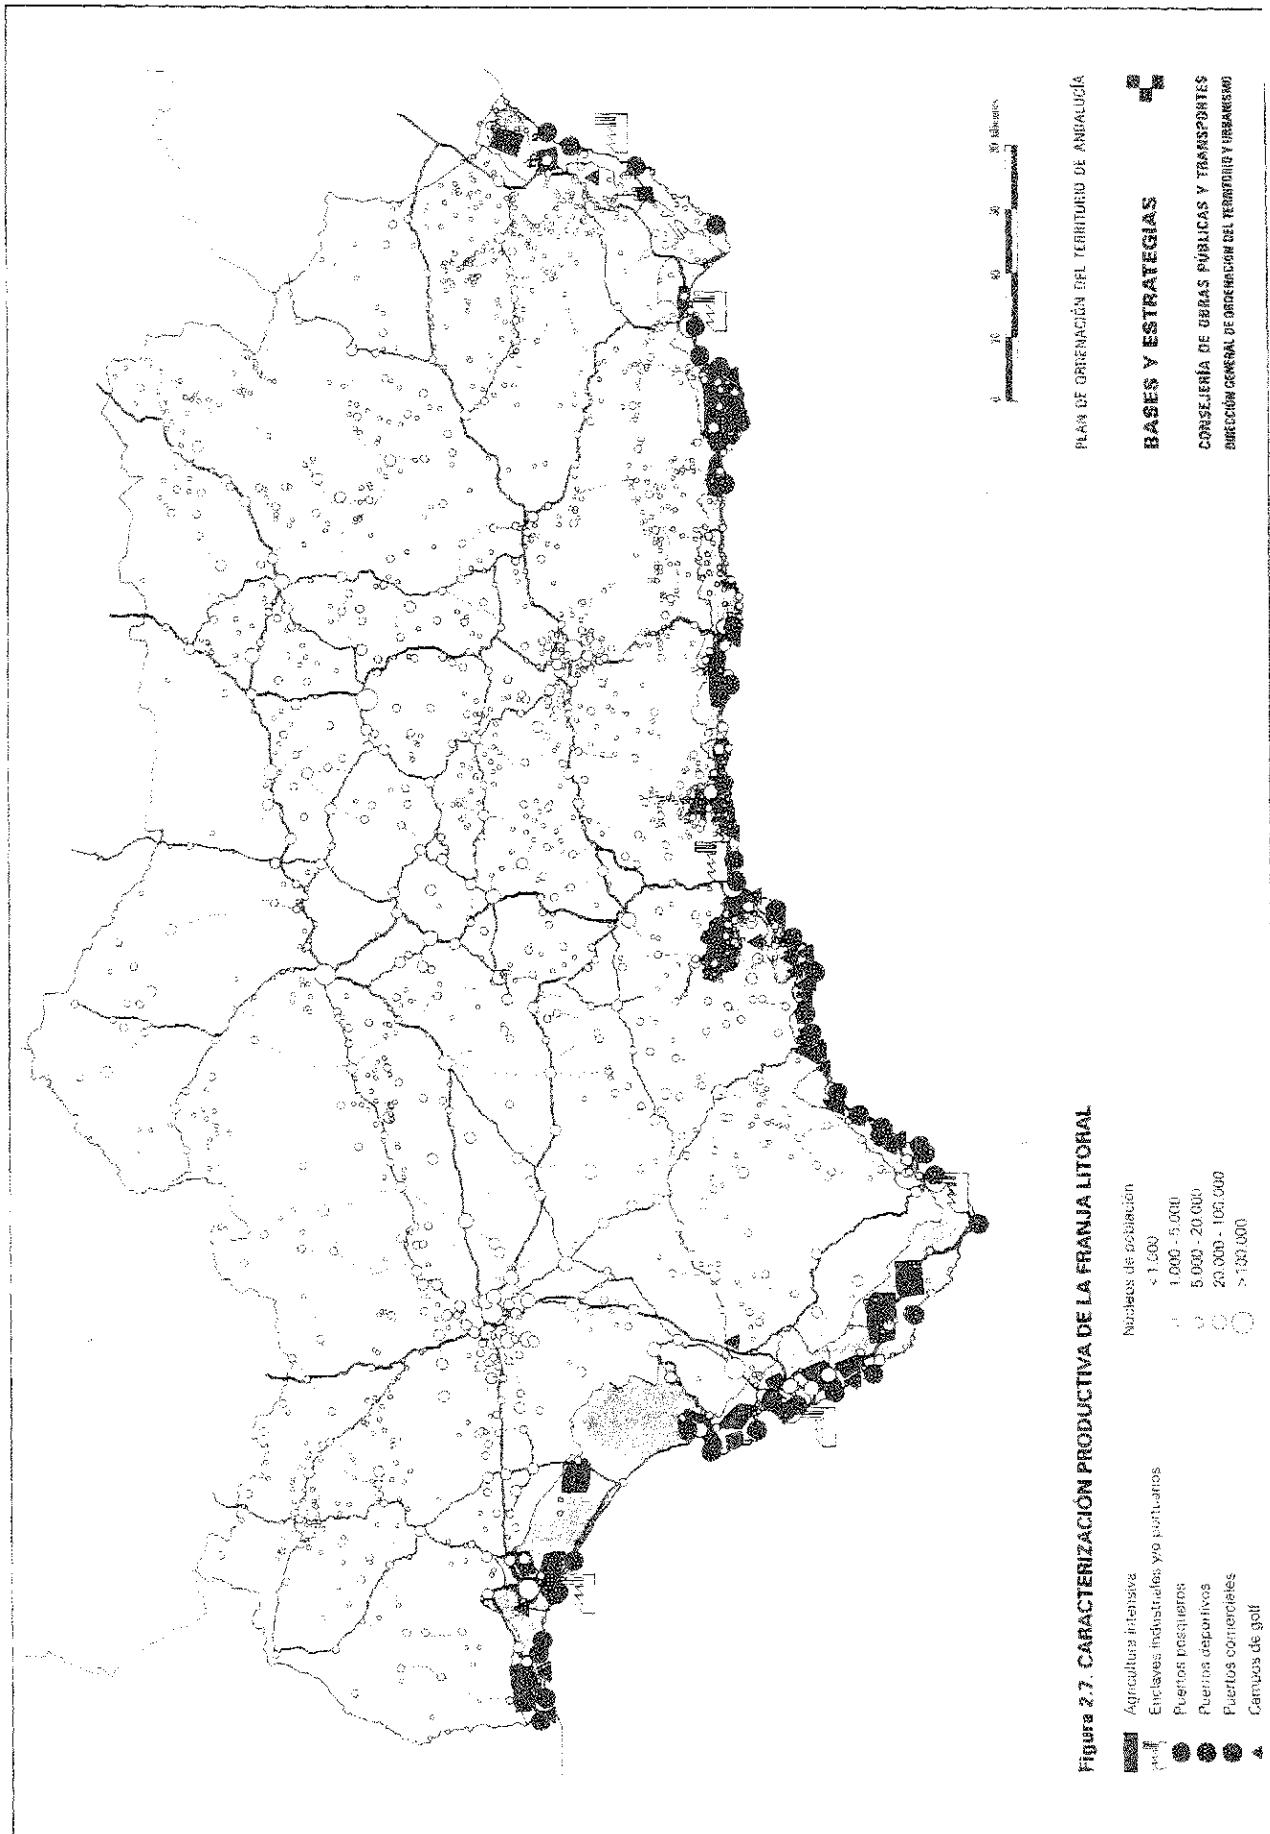 Figura 2.7. CARACTERIZACIÓN PRODUCTIVA DE LA FRANJA LITORAL
Agricultura intensiva
Enclaves industriales y/o portuarios
Puertos pesqueros
Puertos deportivos
Puertos comerciales
Campos de golf
Núcleos de población
< 1.000
1.000 - 5.000
5.000 - 20.000
20.000 - 100.000
> 100.000
PLAN DE ORDENACIÓN DEL TERRITORIO DE ANDALUCÍA
BASES Y ESTRATEGIAS
CONSEJERÍA DE OBRAS PÚBLICAS Y TRANSPORTES
DIRECCIÓN GENERAL DE ORDENACIÓN DEL TERRITORIO Y URBANISMO